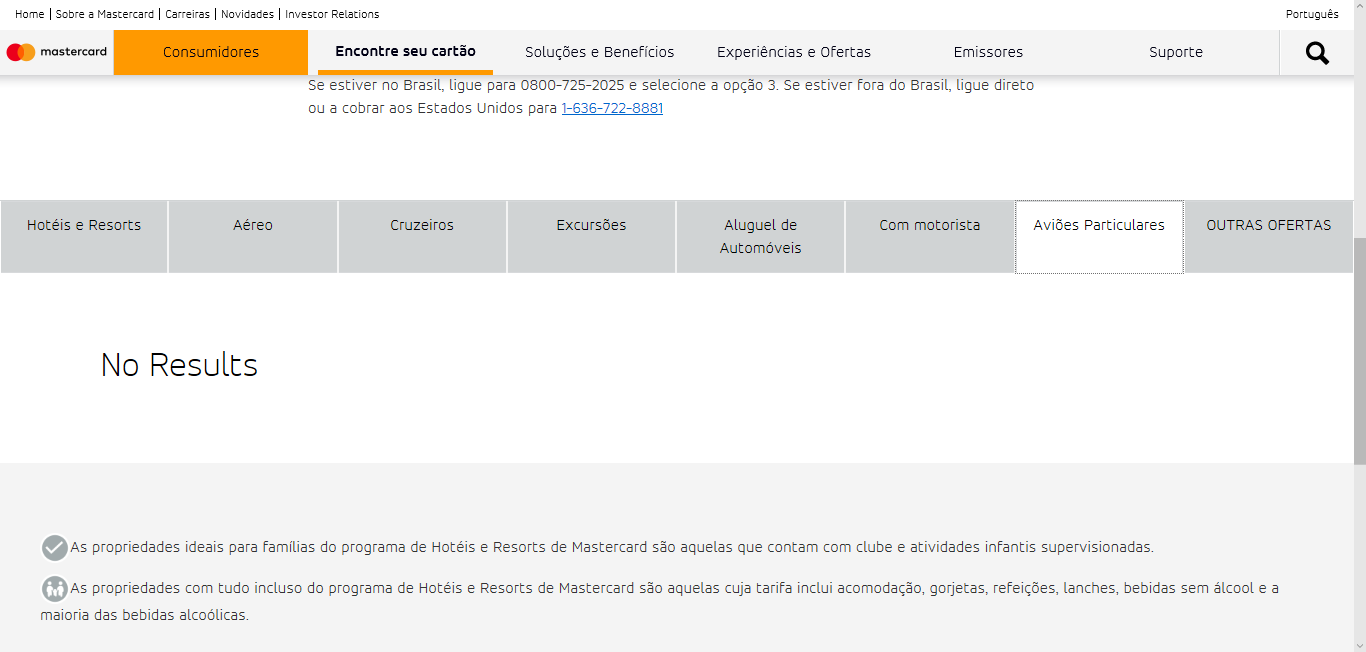 Home | Sobre a Mastercard | Carreiras | Novidades | Investor Relations
Português
mastercard
Consumidores
Encontre seu cartão
Soluções e Benefícios
Experiências e Ofertas
Emissores
Suporte
Se estiver no Brasil, ligue para 0800-725-2025 e selecione a opção 3. Se estiver fora do Brasil, ligue direto
ou a cobrar aos Estados Unidos para 1-636-722-8881
Hotéis e Resorts
Aéreo
Cruzeiros
Excursões
Aluguel de
Automóveis
Com motorista
Aviões Particulares
OUTRAS OFERTAS
No Results
As propriedades ideais para famílias do programa de Hotéis e Resorts de Mastercard são aquelas que contam com clube e atividades infantis supervisionadas.
As propriedades com tudo incluso do programa de Hotéis e Resorts de Mastercard são aquelas cuja tarifa inclui acomodação, gorjetas, refeições, lanches, bebidas sem álcool e a
maioria das bebidas alcoólicas.